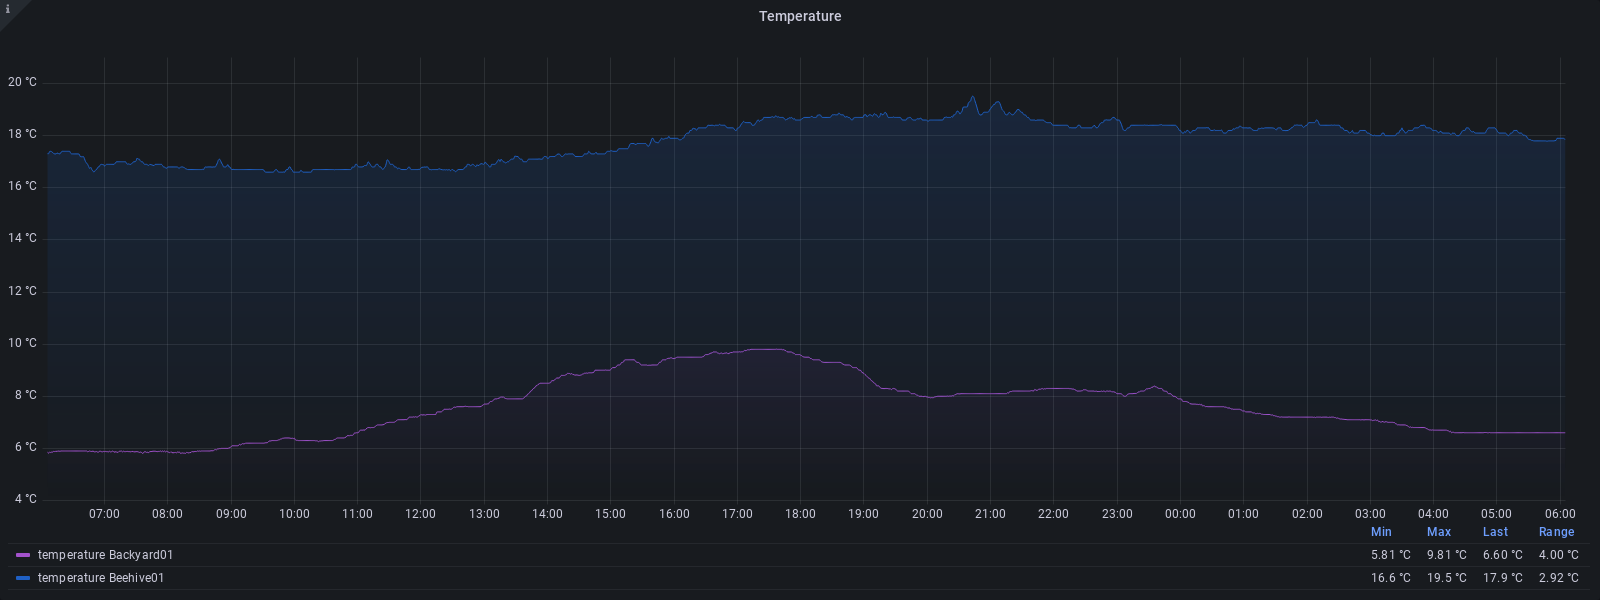 i
Temperature
20 °C
18 °C
16 °C
14 °C
12 °C
10 °C
8 °C
6 °C
4 °C
07:00 08:00 09:00 10:00 11:00 12:00 13:00 14:00 15:00 16:00 17:00 18:00 19:00 20:00 21:00 22:00 23:00 00:00 01:00 02:00 03:00 04:00 05:00 06:00
Min Max Last Range
temperature Backyard01 5.81 °C 9.81 °C 6.60 °C 4.00 °C
temperature Beehive01 16.6 °C 19.5 °C 17.9 °C 2.92 °C